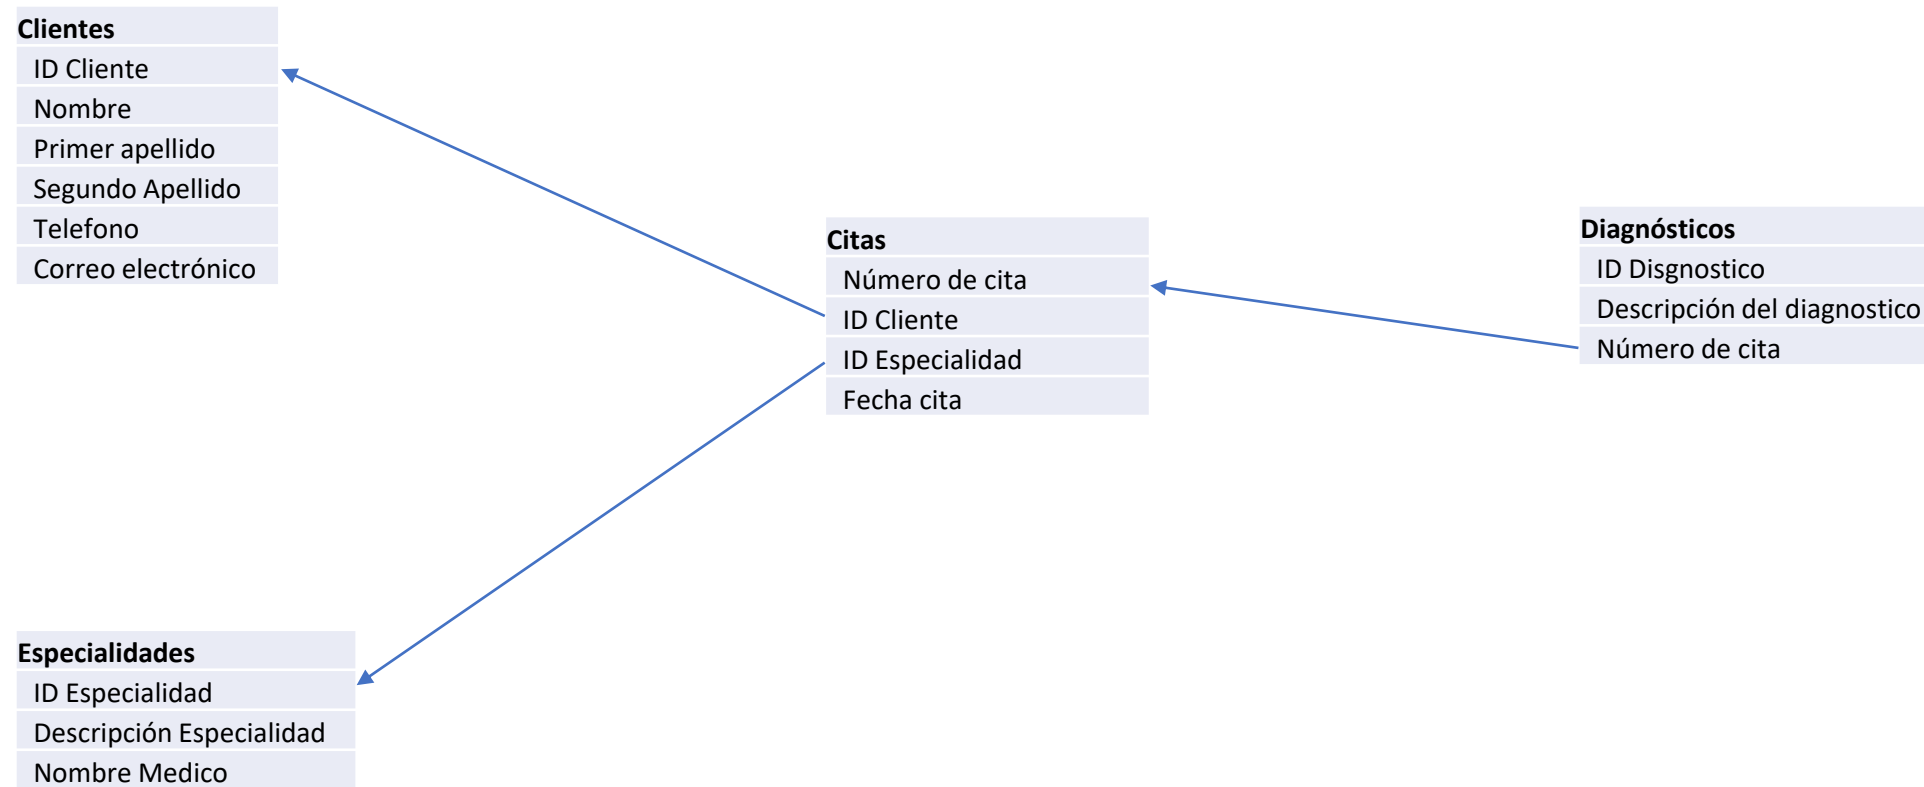 Clientes
ID Cliente
Nombre
Primer apellido
Segundo Apellido
Telefono
Correo electrónico
Citas
Número de cita
ID Cliente
ID Especialidad
Fecha cita
Diagnósticos
ID Disgnostico
Descripción del diagnostico
Número de cita
Especialidades
ID Especialidad
Descripción Especialidad
Nombre Medico